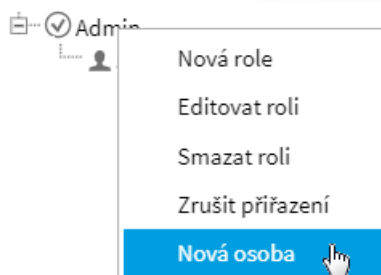 Admin
Nová role
Editovat roli
Smazat roli
Zrušit přiřazení
Nová osoba